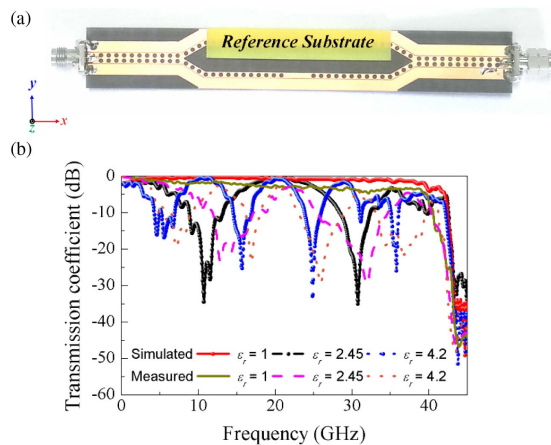 (a)
Reference Substrate
y
z
x
(b)
Transmission coefficient (dB)
0
-10
-20
-30
-40
-50
-60
Simulated εr = 1 εr = 2.45 εr = 4.2
Measured εr = 1 εr = 2.45 εr = 4.2
0 10 20 30 40
Frequency (GHz)